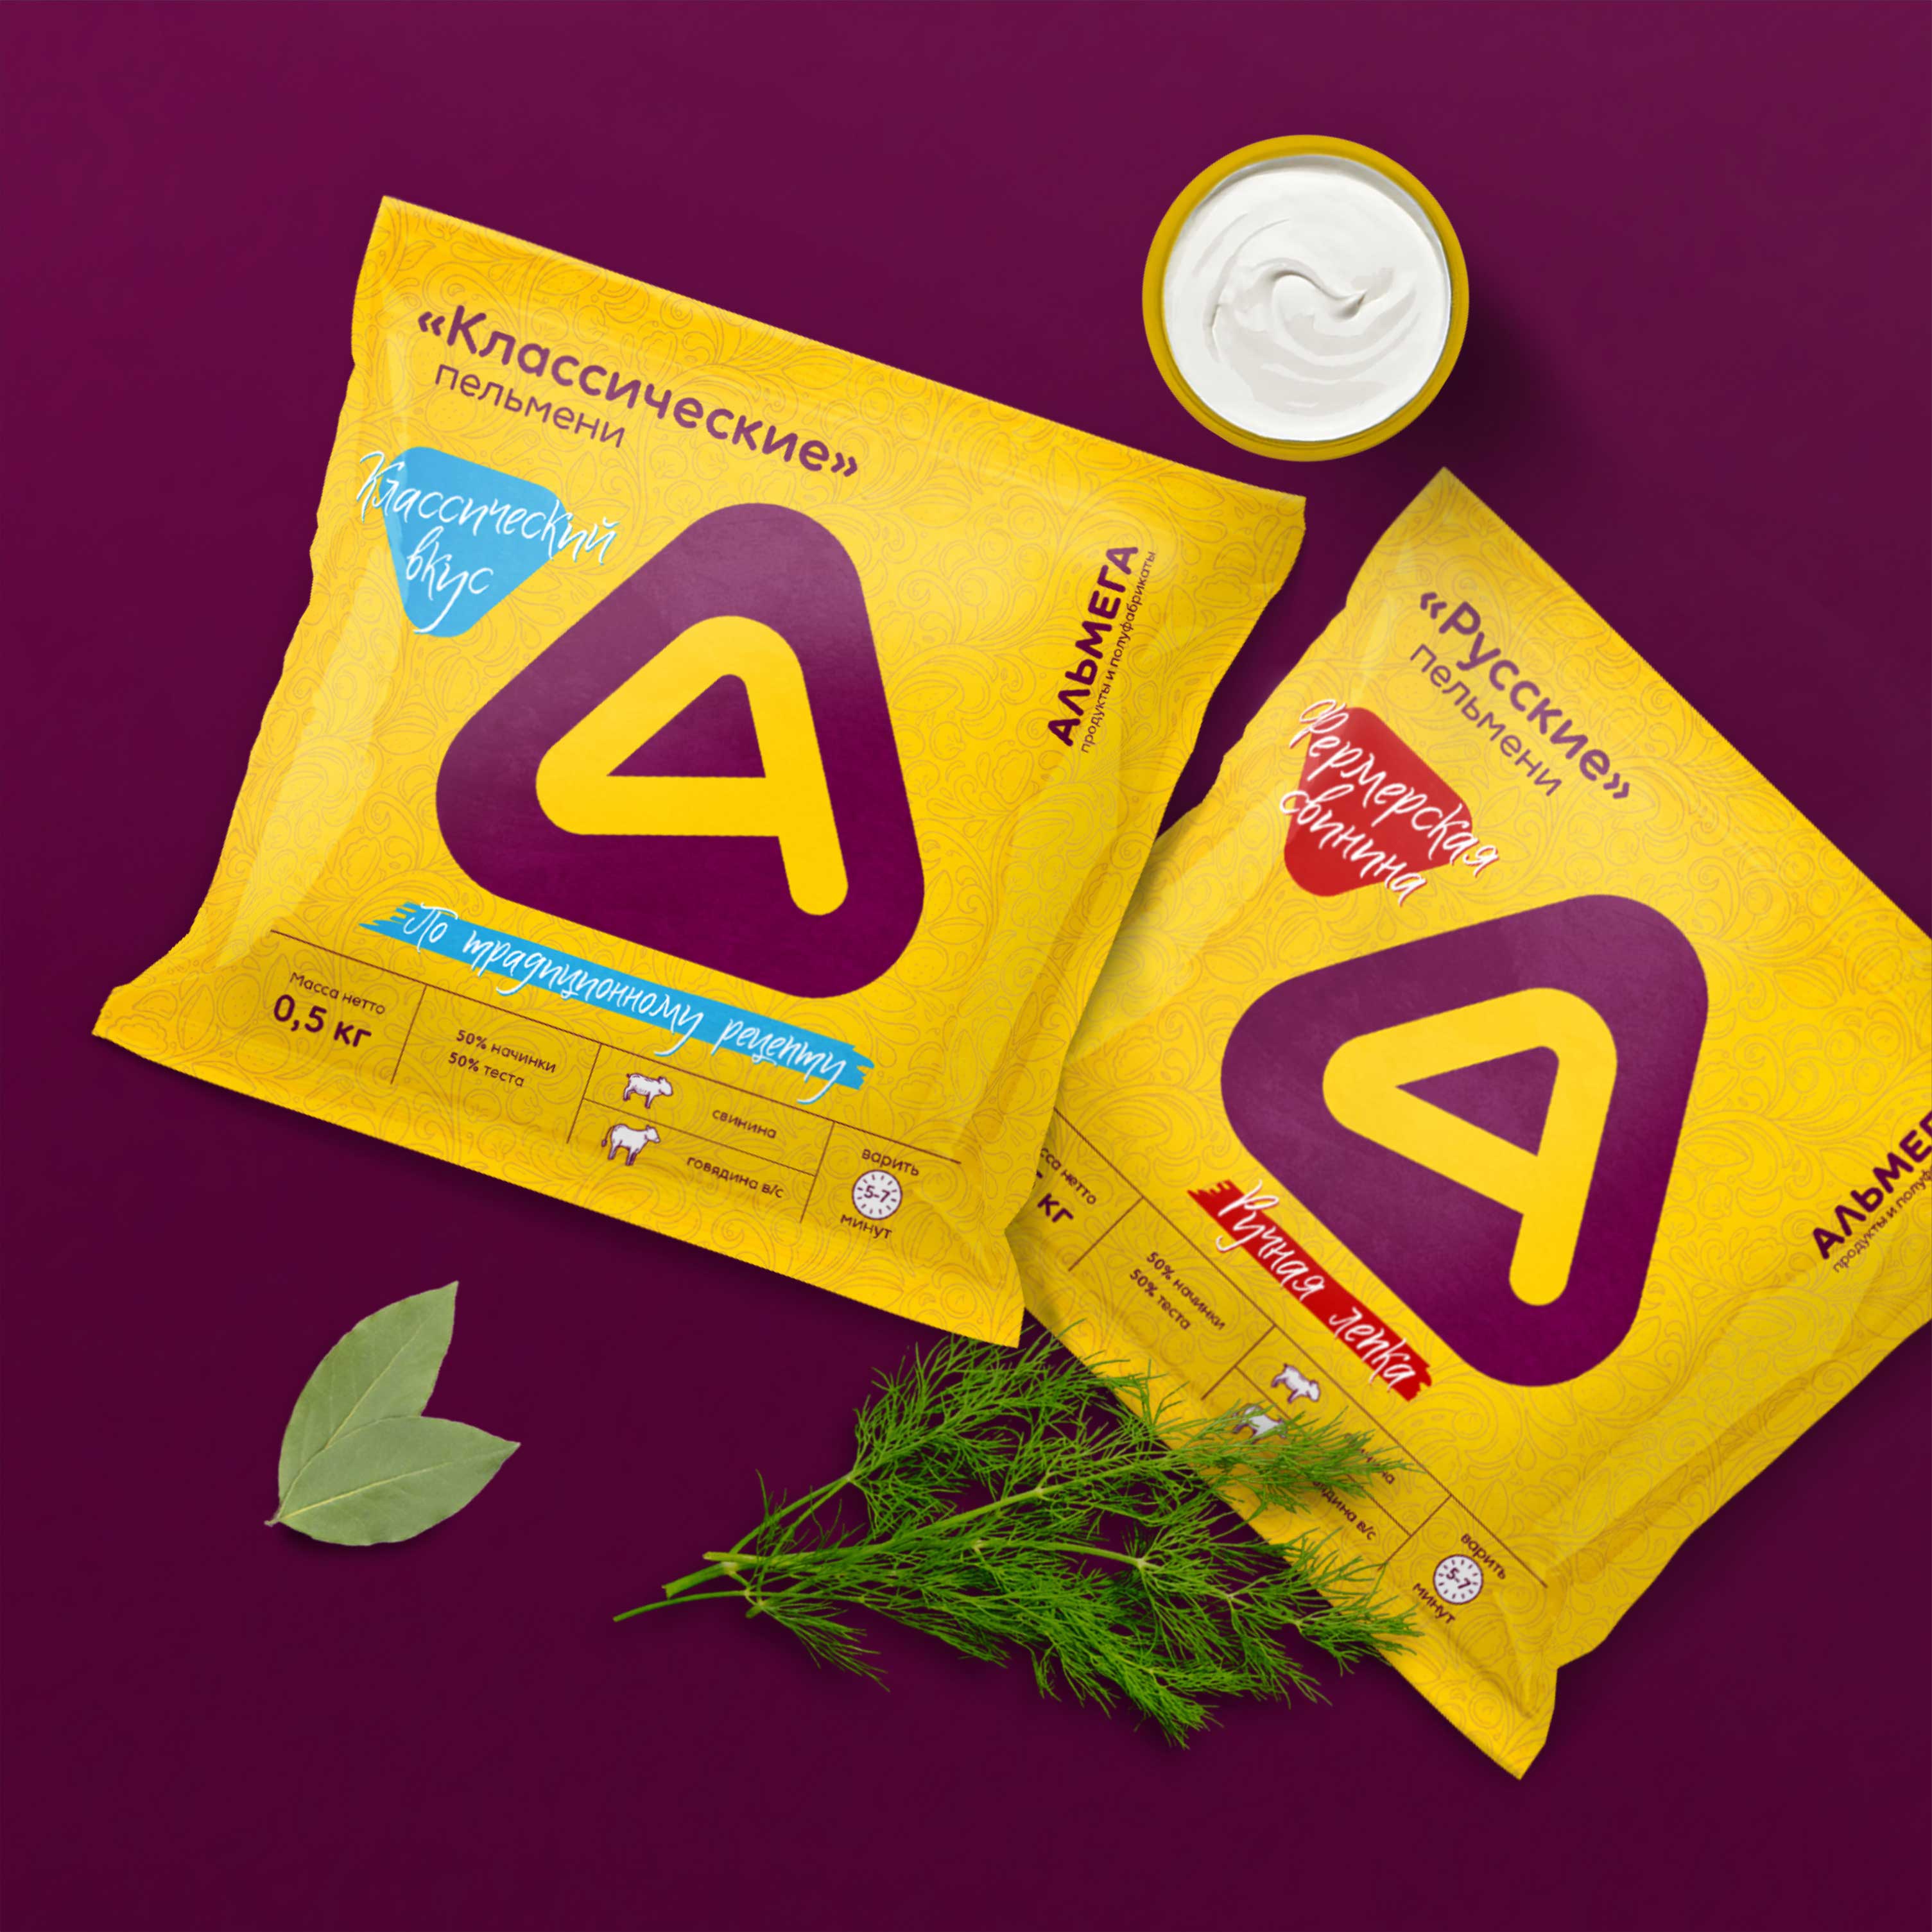 «Классические»
пельмени
Классический
вкус
АЛЬМЕГА
продукты и полуфабрикаты
По традиционному рецепту
Масса нетто
0,5 кг
50% начинки
50% теста
свинина
говядина в/с
варить
5-7
минут
«Русские»
пельмени
Фермерская
свинина
АЛЬМЕГ
продукты и
Ручная лепка
нетто
кг
50% начинки
50% теста
в/с
варить
5-7
минут